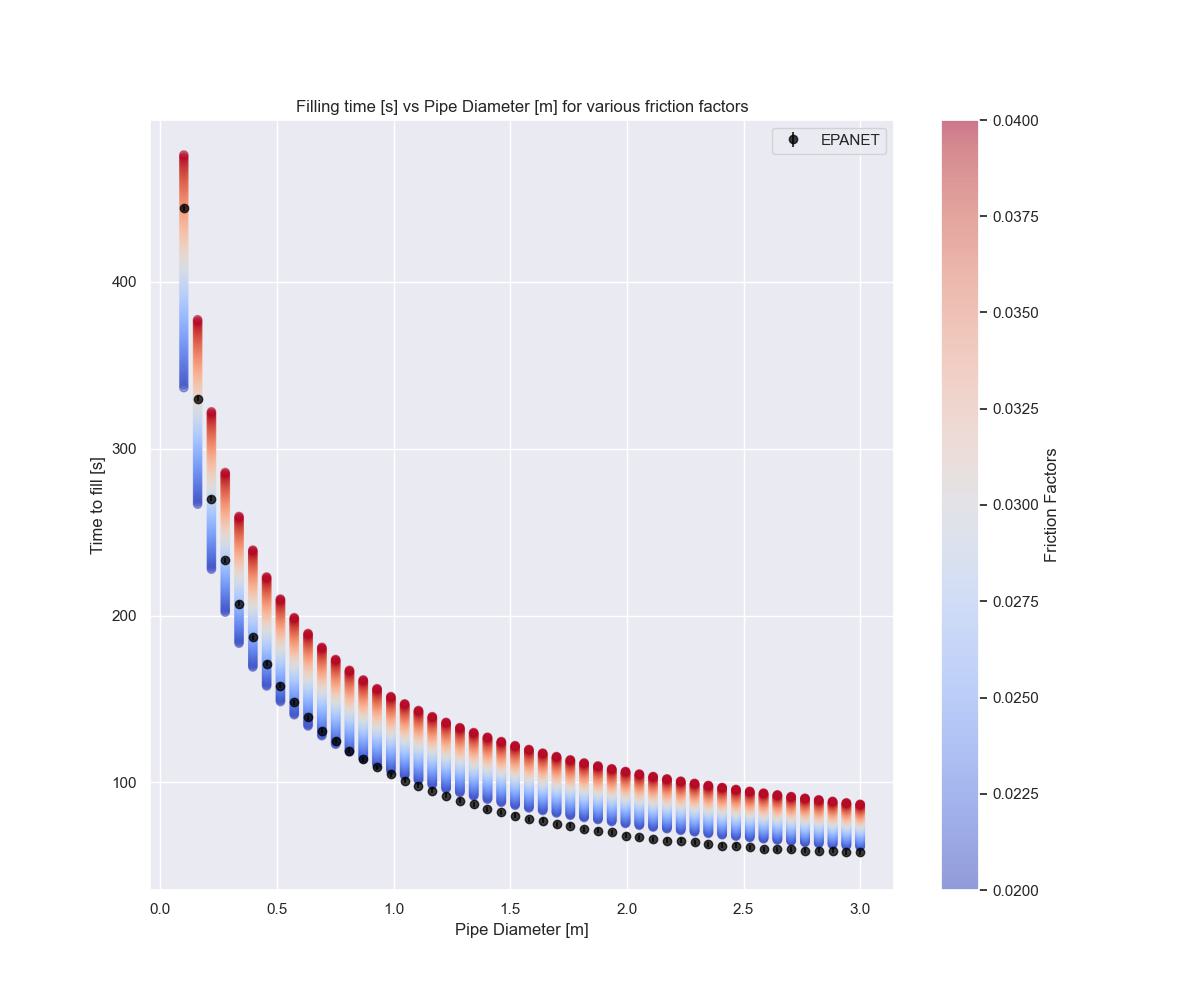 Filling time [s] vs Pipe Diameter [m] for various friction factors
EPANET
Time to fill [s]
400
300
200
100
0.0 0.5 1.0 1.5 2.0 2.5 3.0
Pipe Diameter [m]
0.0400
0.0375
0.0350
0.0325
0.0300
0.0275
0.0250
0.0225
0.0200
Friction Factors